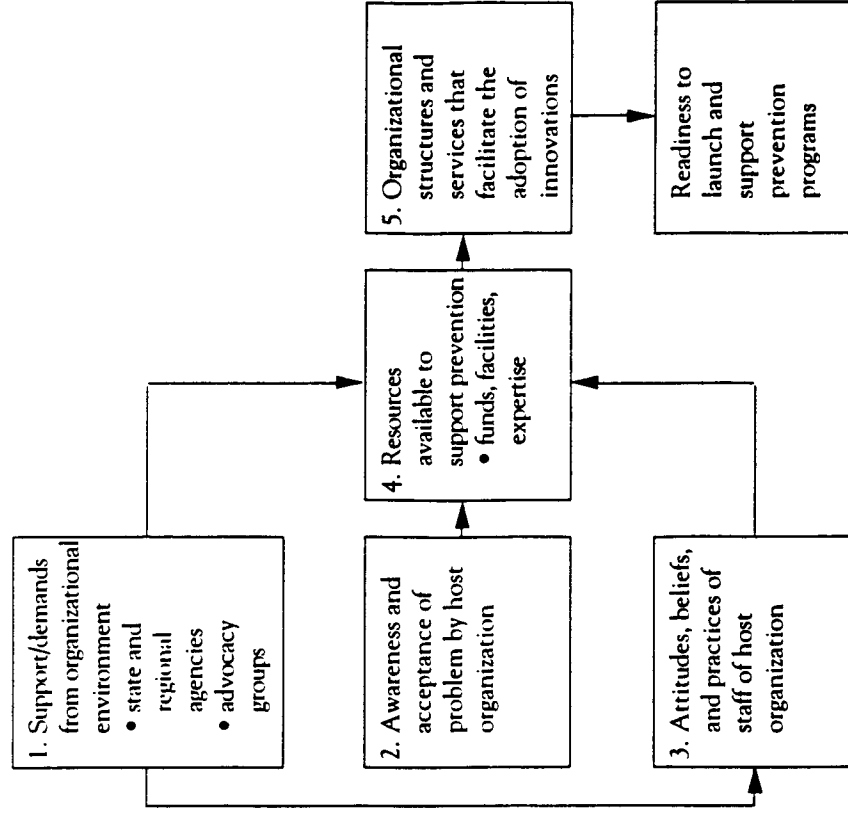 1. Support/demands
from organizational
environment
• state and
regional
agencies
• advocacy
groups
2. Awareness and
acceptance of
problem by host
organization
3. Attitudes, beliefs,
and practices of
staff of host
organization
4. Resources
available to
support prevention
• funds, facilities,
expertise
5. Organizational
structures and
services that
facilitate the
adoption of
innovations
Readiness to
launch and
support
prevention
programs